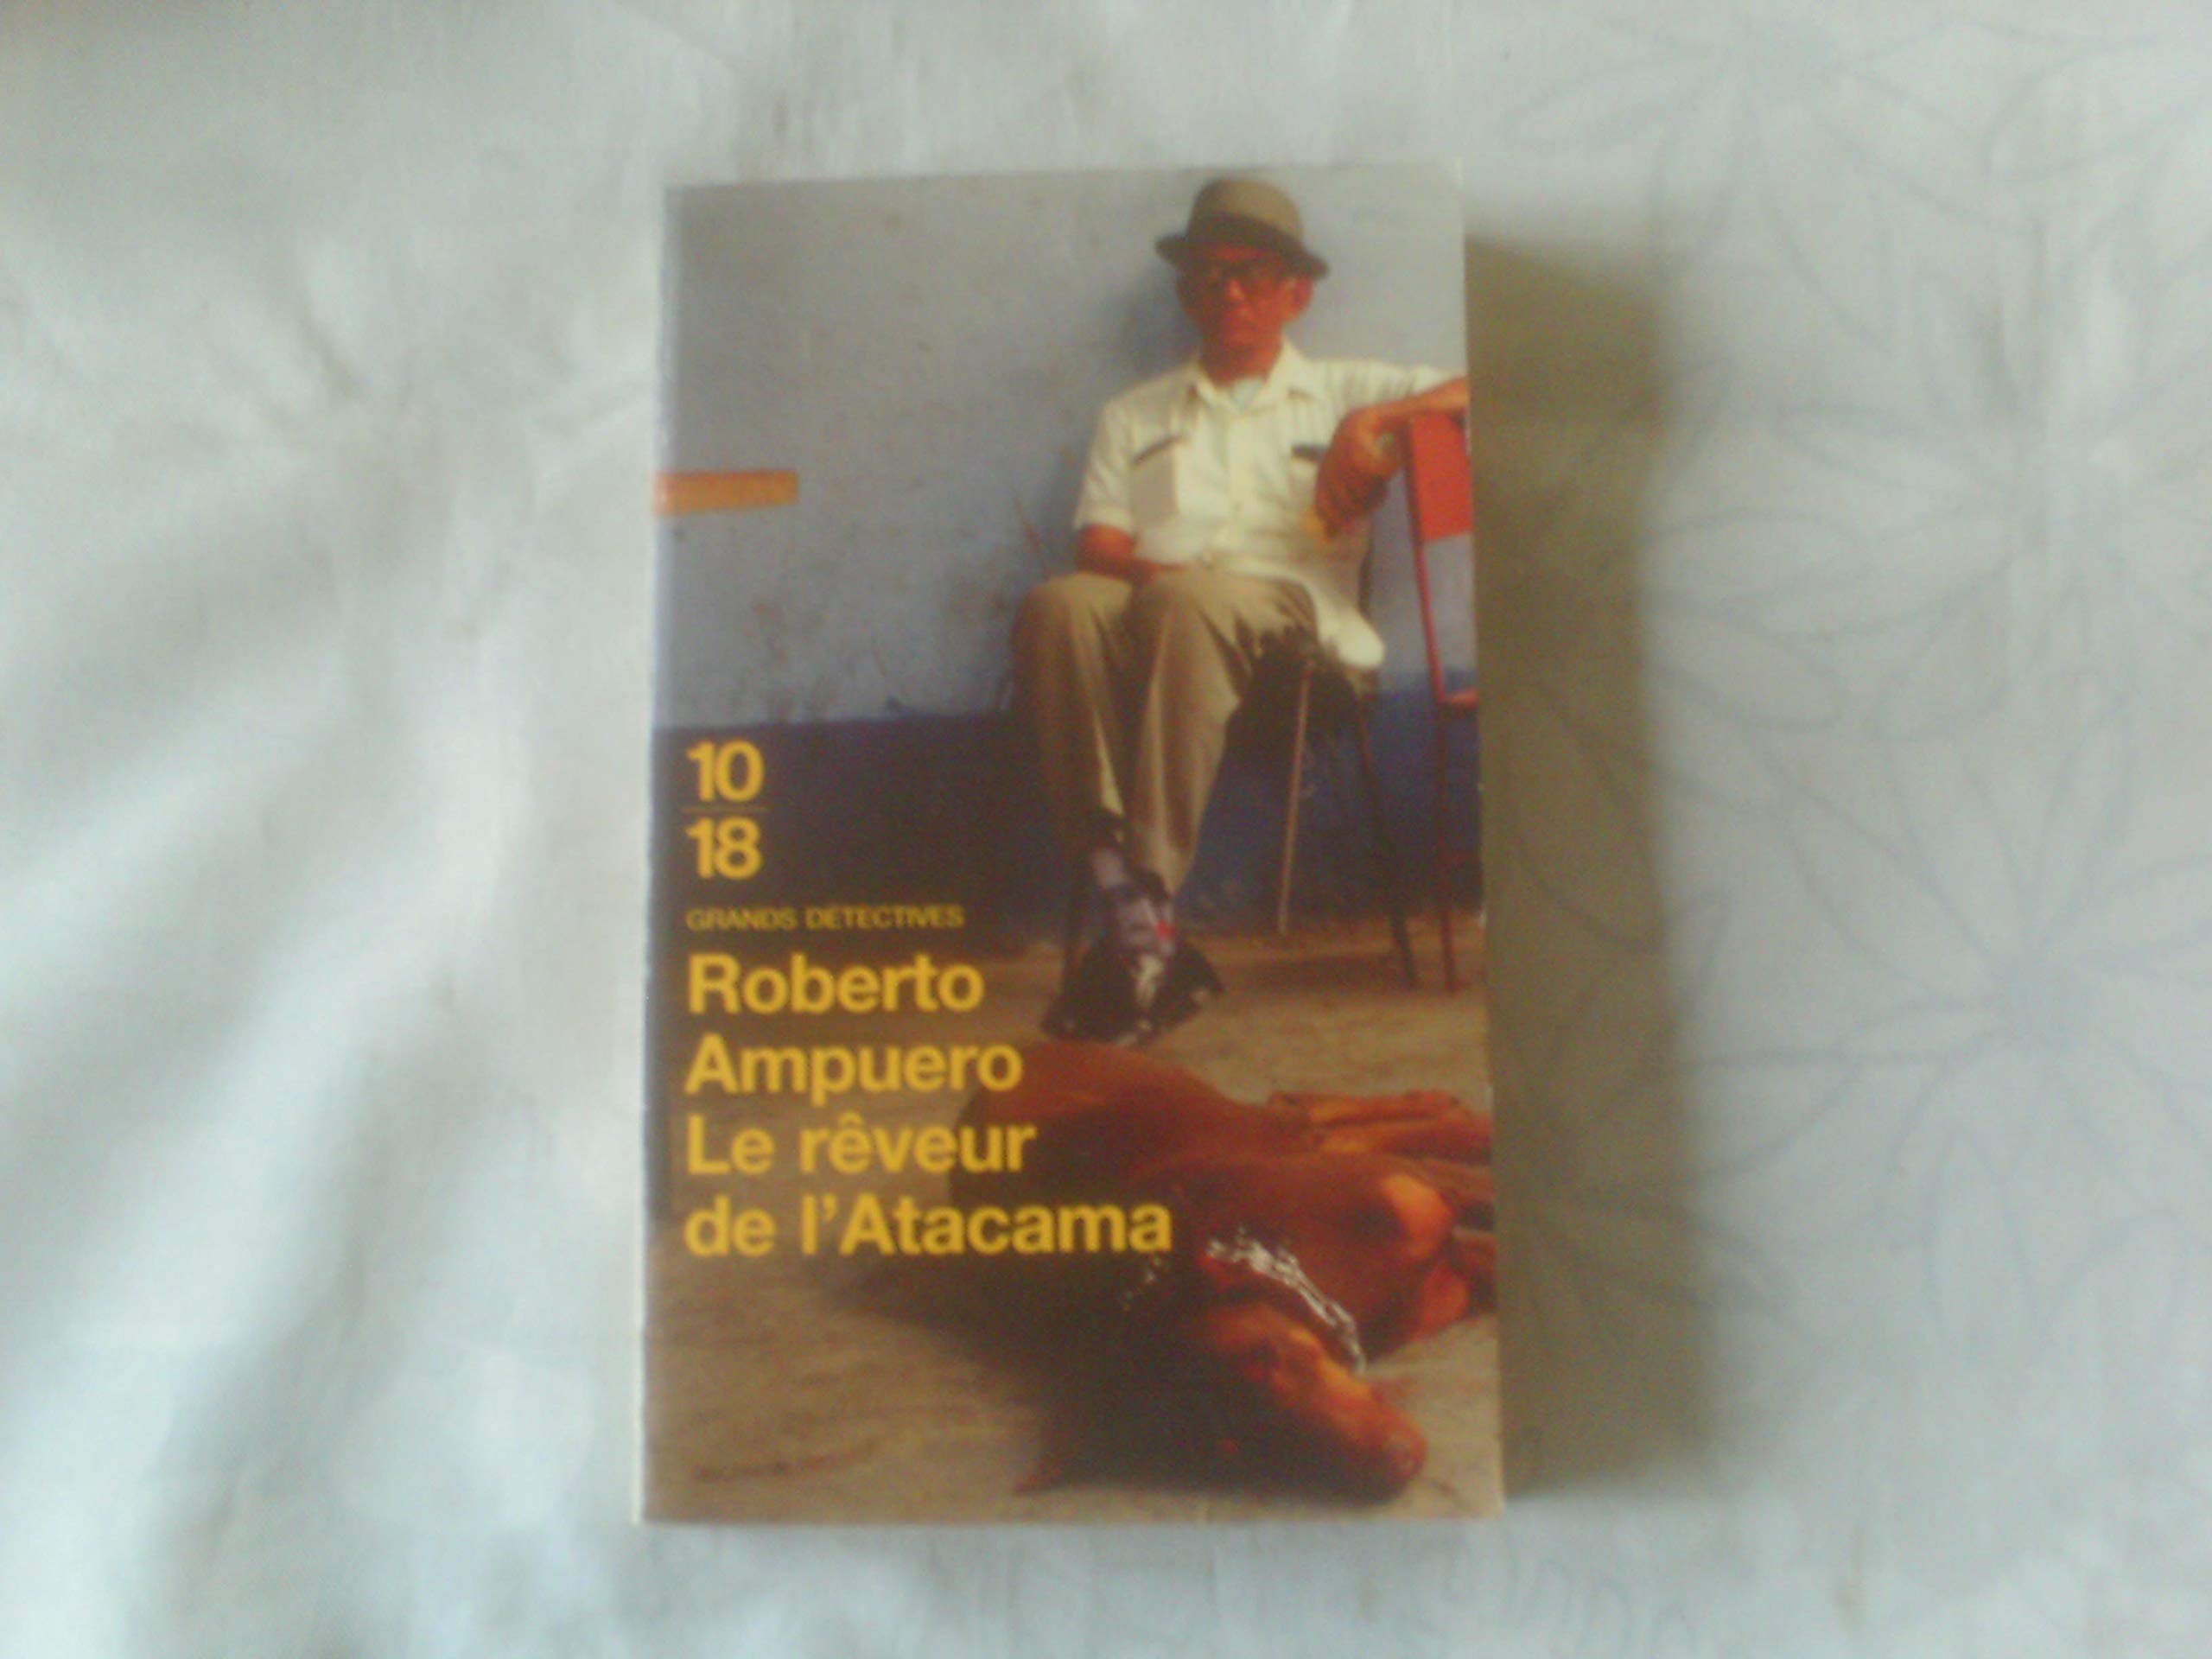 10
18
GRANDS DÉTECTIVES
Roberto
Ampuero
Le rêveur
de l'Atacama